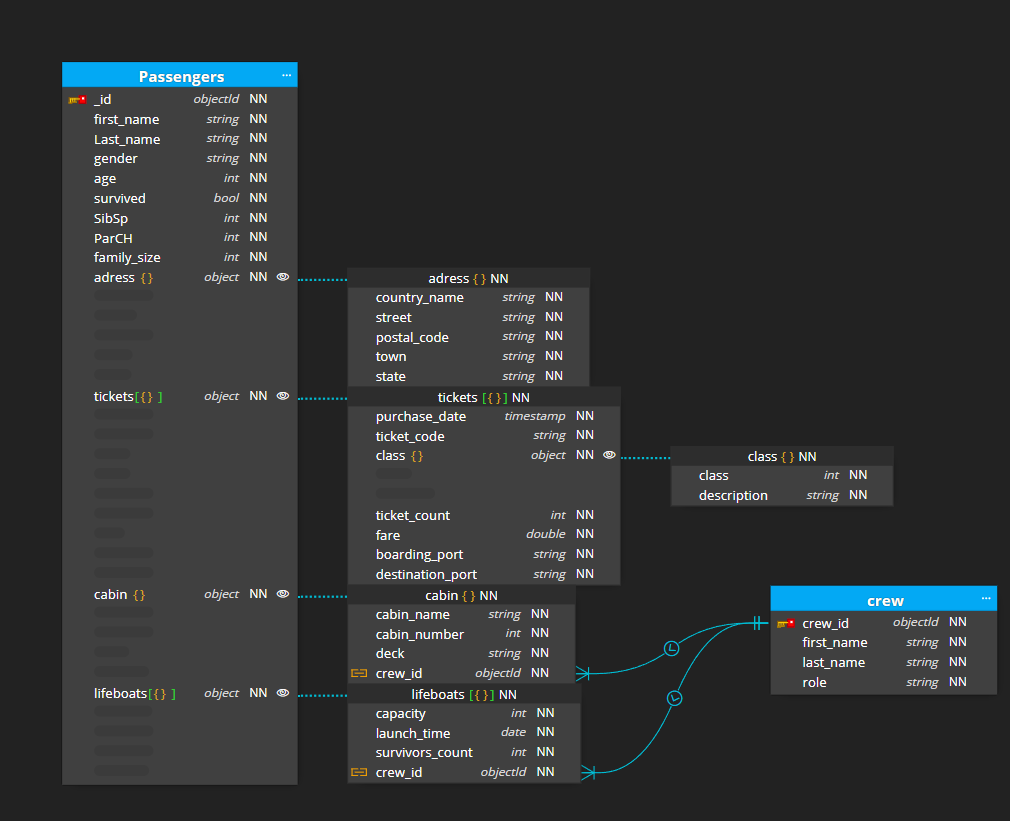 Passengers ...
_id objectId NN
first_name string NN
Last_name string NN
gender string NN
age int NN
survived bool NN
SibSp int NN
ParCH int NN
family_size int NN
adress {} object NN
tickets[{} ] object NN
cabin {} object NN
lifeboats[{} ] object NN
adress {} NN
country_name string NN
street string NN
postal_code string NN
town string NN
state string NN
tickets [{}] NN
purchase_date timestamp NN
ticket_code string NN
class {} object NN
ticket_count int NN
fare double NN
boarding_port string NN
destination_port string NN
class {} NN
class int NN
description string NN
cabin {} NN
cabin_name string NN
cabin_number int NN
deck string NN
crew_id objectId NN
lifeboats [{}] NN
capacity int NN
launch_time date NN
survivors_count int NN
crew_id objectId NN
crew ...
crew_id objectId NN
first_name string NN
last_name string NN
role string NN